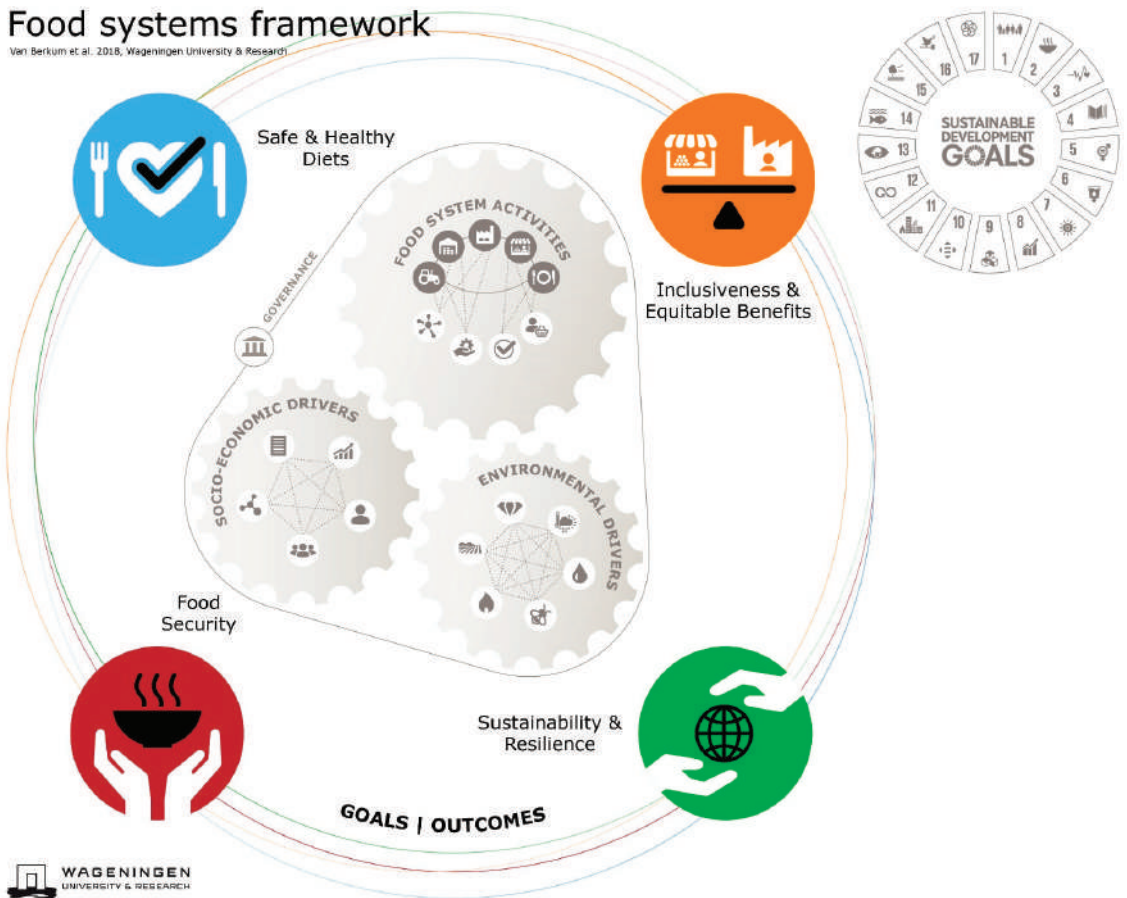 Food systems framework
Van Berkum et al. 2018, Wageningen University & Research
Safe & Healthy
Diets
Inclusiveness &
Equitable Benefits
SUSTAINABLE
DEVELOPMENT
GOALS
1
2
3
4
5
6
7
8
9
10
11
12
13
14
15
16
17
GOVERNANCE
FOOD SYSTEM ACTIVITIES
SOCIO-ECONOMIC DRIVERS
ENVIRONMENTAL DRIVERS
Food
Security
Sustainability &
Resilience
GOALS | OUTCOMES
WAGENINGEN
UNIVERSITY & RESEARCH